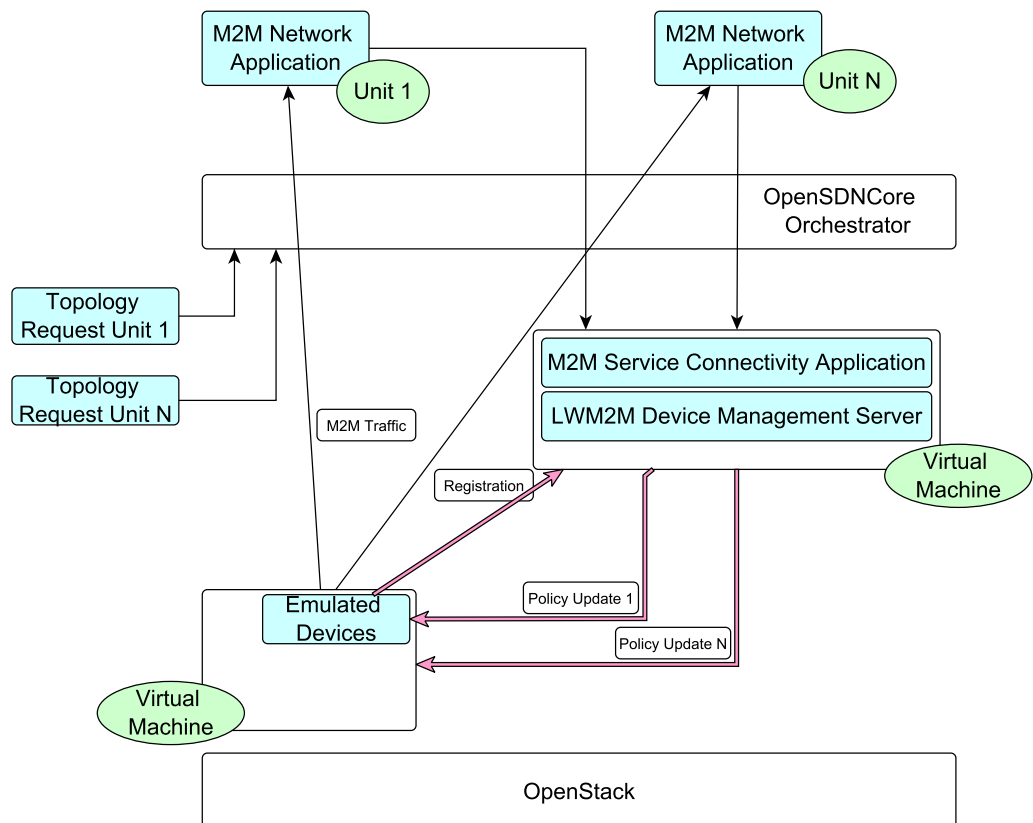 M2M Network
Application
Unit 1
M2M Network
Application
Unit N
OpenSDNCore
Orchestrator
Topology
Request Unit 1
Topology
Request Unit N
M2M Service Connectivity Application
LWM2M Device Management Server
Virtual
Machine
M2M Traffic
Registration
Policy Update 1
Policy Update N
Emulated
Devices
Virtual
Machine
OpenStack